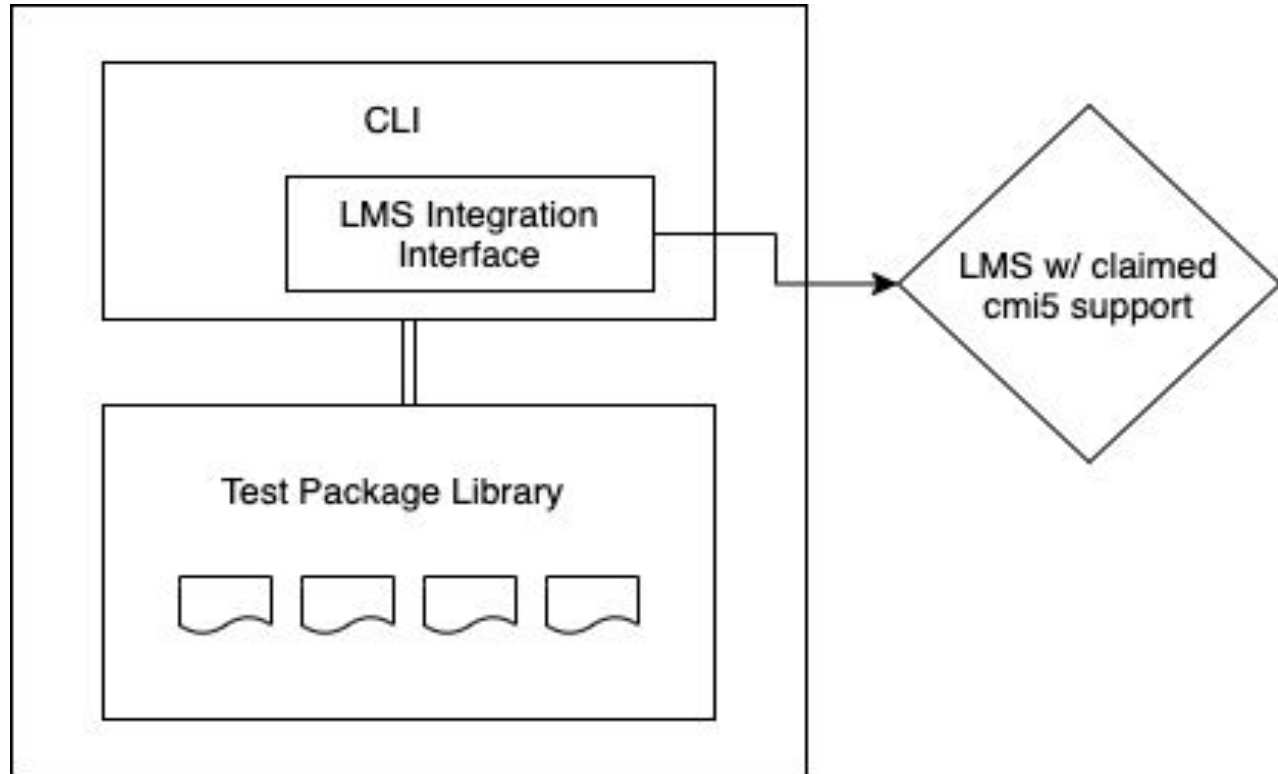 CLI
LMS Integration
Interface
LMS w/ claimed
cmi5 support
Test Package Library